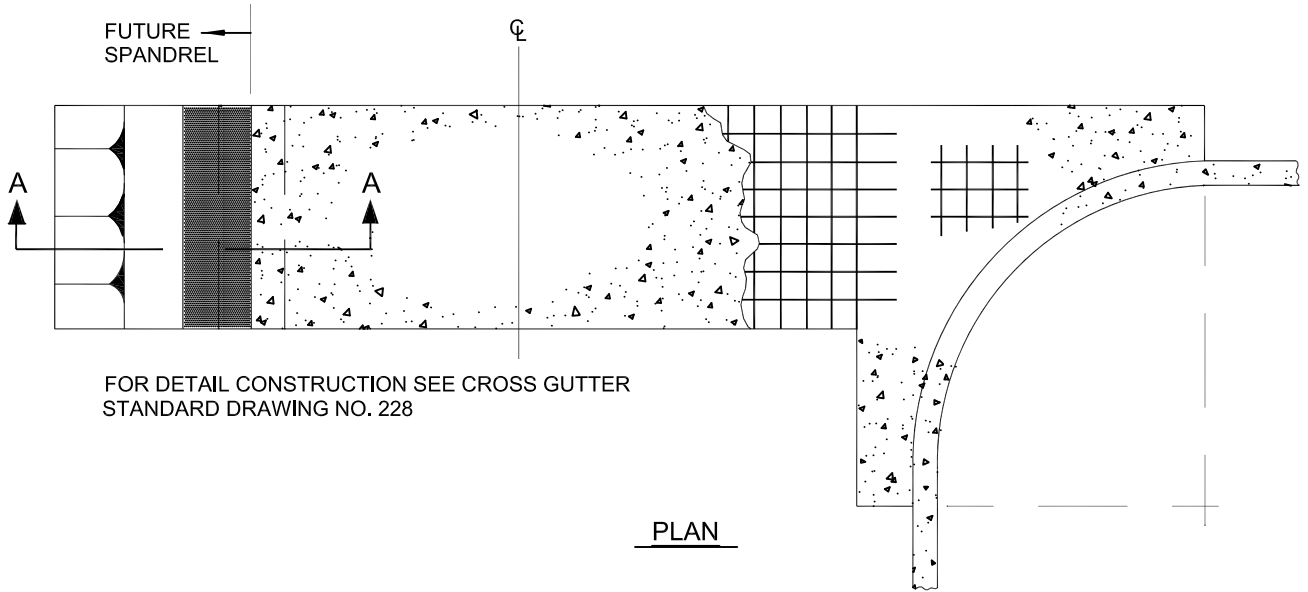 FUTURE
SPANDREL
℄
A
A
FOR DETAIL CONSTRUCTION SEE CROSS GUTTER
STANDARD DRAWING NO. 228
PLAN